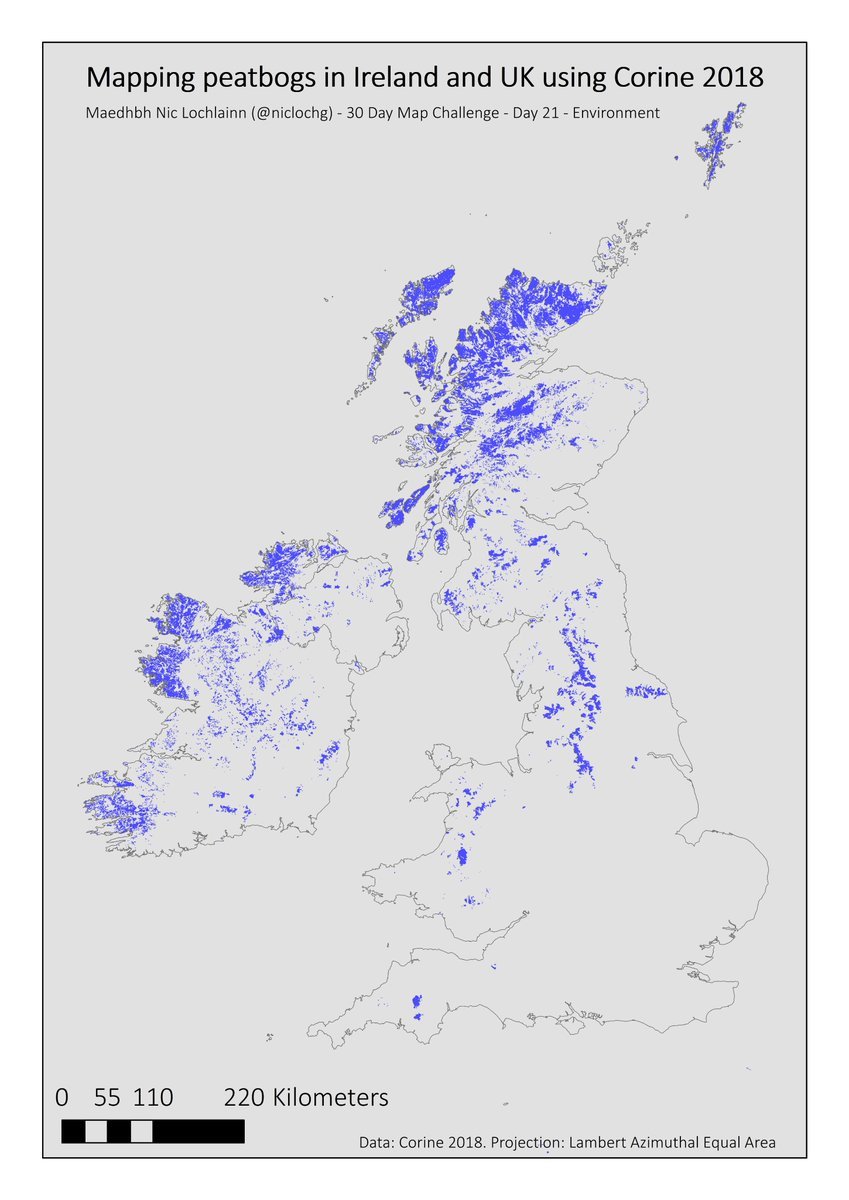 Mapping peatbogs in Ireland and UK using Corine 2018
Maedhbh Nic Lochlainn (@niclochg) - 30 Day Map Challenge - Day 21 - Environment
0 55 110 220 Kilometers
Data: Corine 2018. Projection: Lambert Azimuthal Equal Area